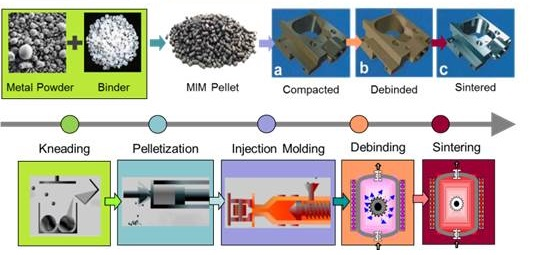 Metal Powder
Binder
MIM Pellet
a
Compacted
b
Debinded
c
Sintered
Kneading
Pelletization
Injection Molding
Debinding
Sintering